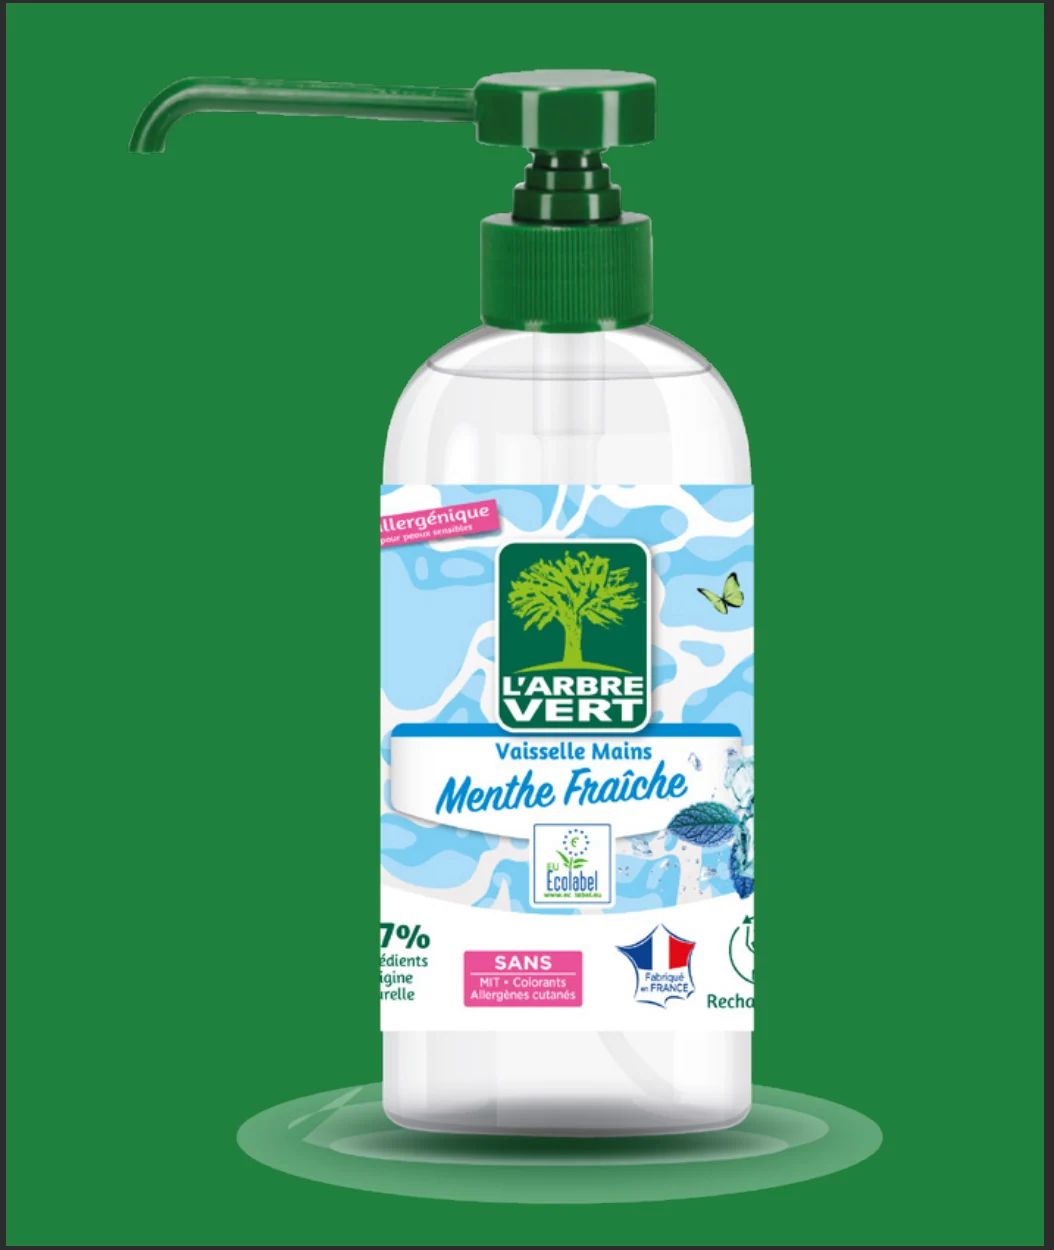 llergénique
pour peaux sensibles
L'ARBRE
VERT
Vaisselle Mains
Menthe Fraîche
EU
Ecolabel
7%
édients
igine
urelle
SANS
MIT • Colorants
Allergènes cutanés
Fabriqué
en FRANCE
Recha